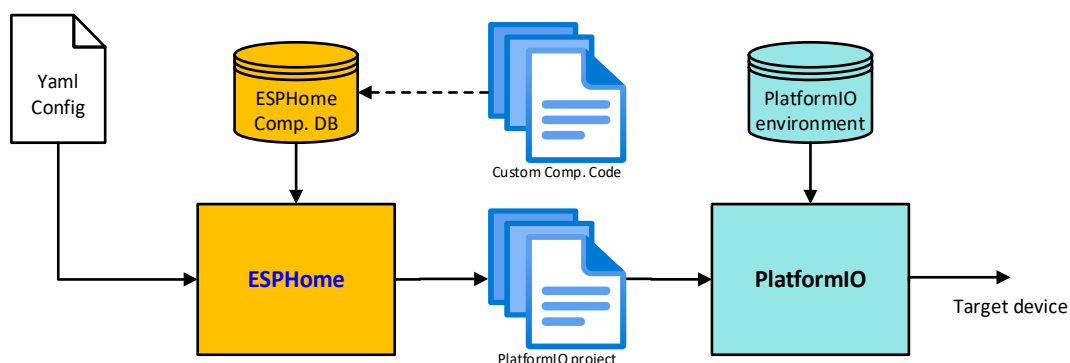 Yaml
Config
ESPHome
Comp. DB
Custom Comp. Code
PlatformIO
environment
ESPHome
PlatformIO project
PlatformIO
Target device